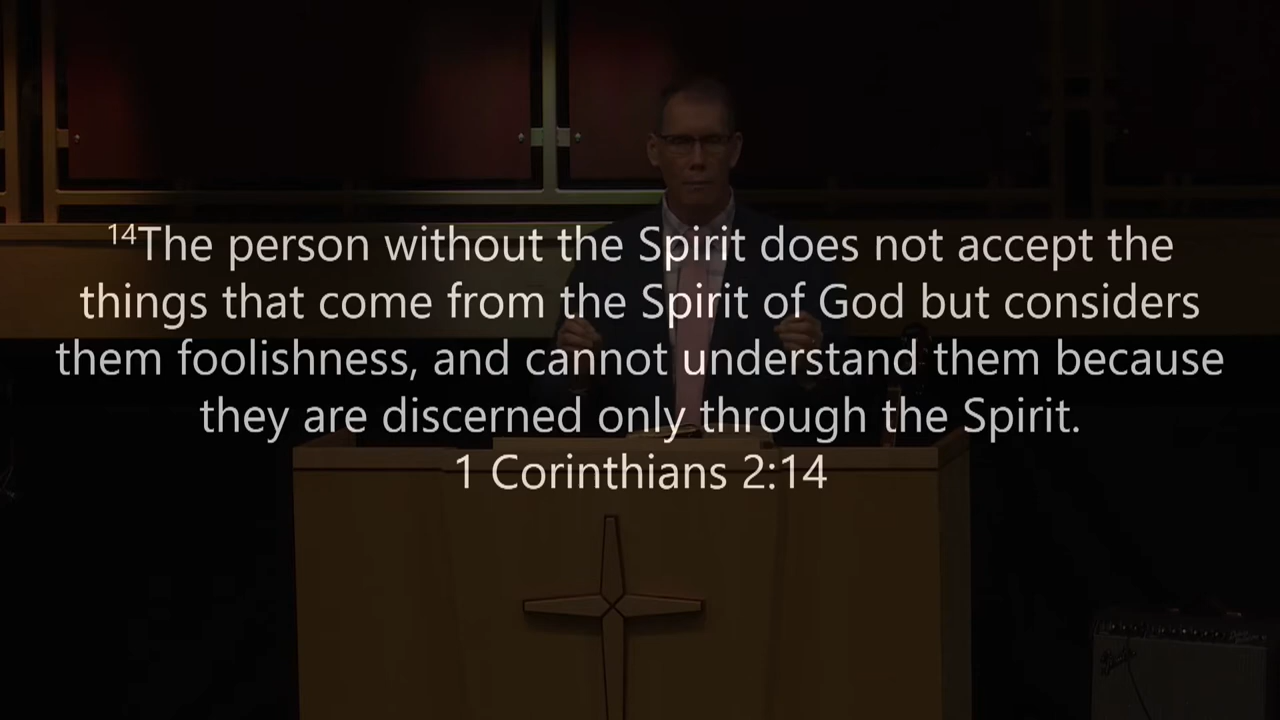 ¹⁴The person without the Spirit does not accept the
things that come from the Spirit of God but considers
them foolishness, and cannot understand them because
they are discerned only through the Spirit.
1 Corinthians 2:14